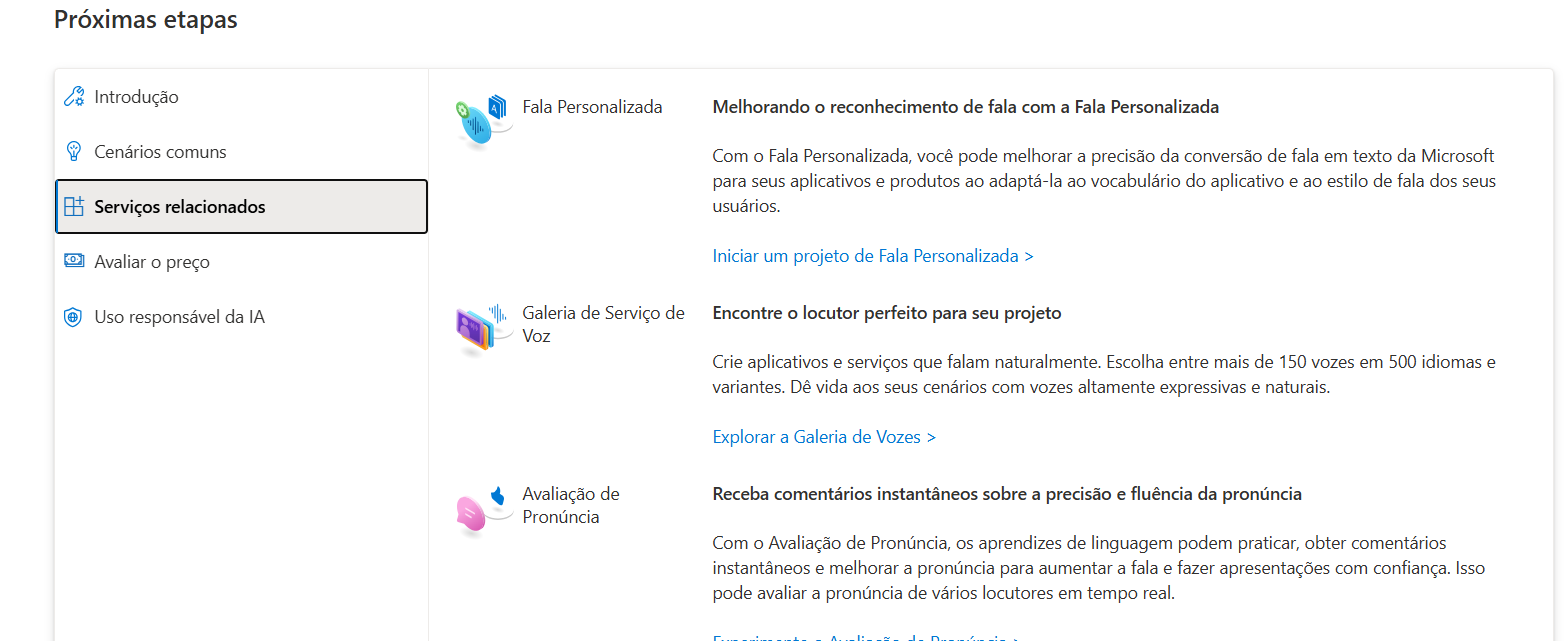 Próximas etapas
Introdução
Cenários comuns
Serviços relacionados
Avaliar o preço
Uso responsável da IA
Fala Personalizada
Melhorando o reconhecimento de fala com a Fala Personalizada
Com o Fala Personalizada, você pode melhorar a precisão da conversão de fala em texto da Microsoft
para seus aplicativos e produtos ao adaptá-la ao vocabulário do aplicativo e ao estilo de fala dos seus
usuários.
Iniciar um projeto de Fala Personalizada >
Galeria de Serviço de
Voz
Encontre o locutor perfeito para seu projeto
Crie aplicativos e serviços que falam naturalmente. Escolha entre mais de 150 vozes em 500 idiomas e
variantes. Dê vida aos seus cenários com vozes altamente expressivas e naturais.
Explorar a Galeria de Vozes >
Avaliação de
Pronúncia
Receba comentários instantâneos sobre a precisão e fluência da pronúncia
Com o Avaliação de Pronúncia, os aprendizes de linguagem podem praticar, obter comentários
instantâneos e melhorar a pronúncia para aumentar a fala e fazer apresentações com confiança. Isso
pode avaliar a pronúncia de vários locutores em tempo real.
Experimente o Avaliação de Pronúncia >